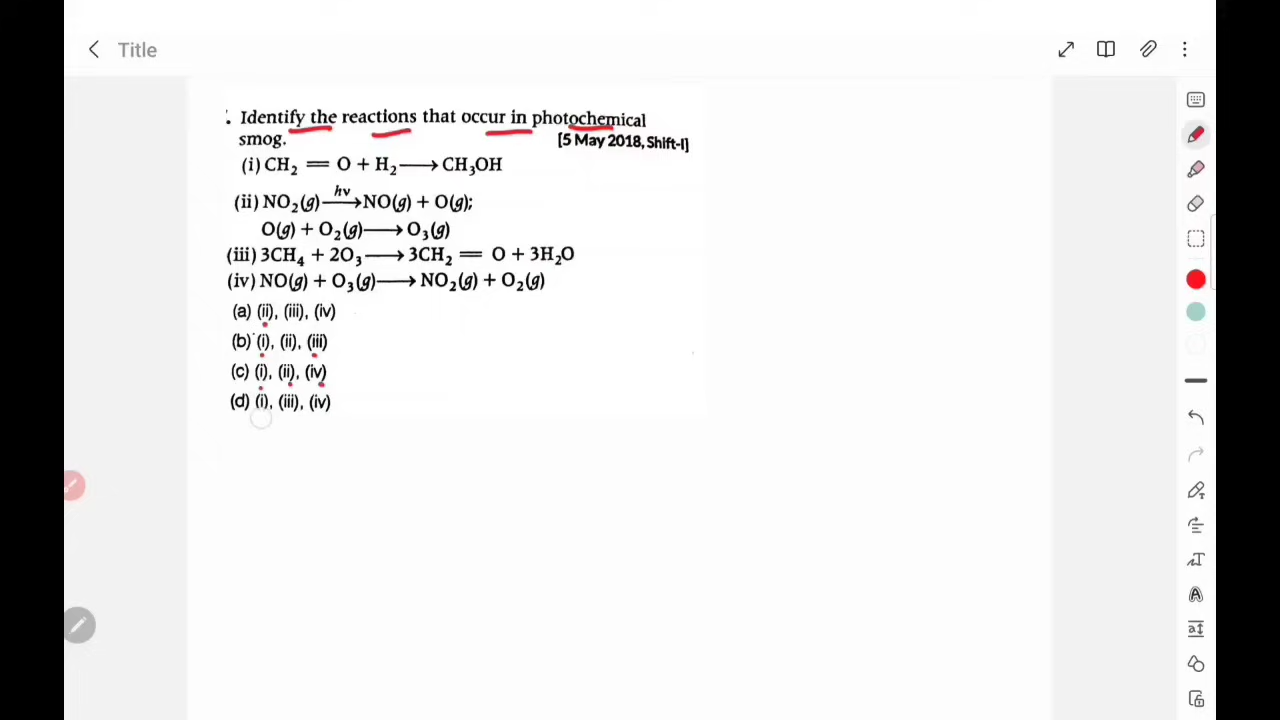 Title
: Identify the reactions that occur in photochemical
smog. [5 May 2018, Shift-I]
(i) CH₂ = O + H₂ ⟶ CH₃OH
(ii) NO₂(g) —hν→ NO(g) + O(g);
O(g) + O₂(g) ⟶ O₃(g)
(iii) 3CH₄ + 2O₃ ⟶ 3CH₂ = O + 3H₂O
(iv) NO(g) + O₃(g) ⟶ NO₂(g) + O₂(g)
(a) (ii), (iii), (iv)
(b) (i), (ii), (iii)
(c) (i), (ii), (iv)
(d) (i), (iii), (iv)